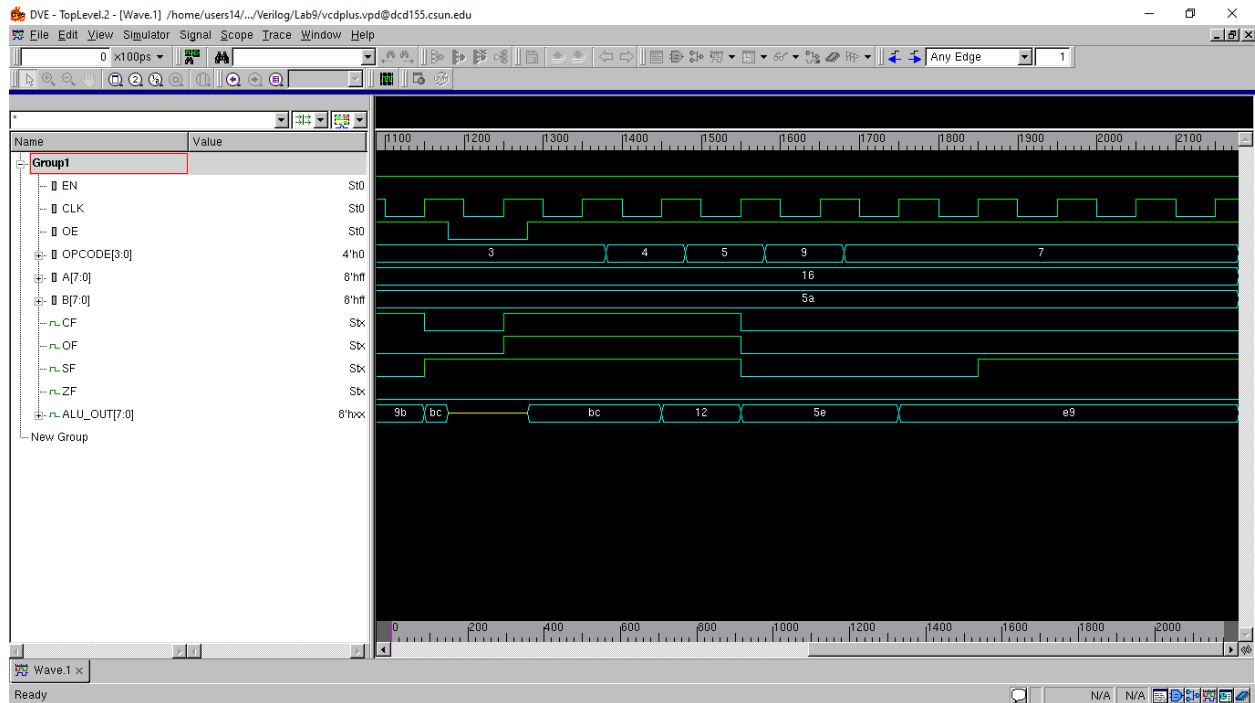 DVE - TopLevel.2 - [Wave.1] /home/users14/.../Verilog/Lab9/vcdplus.vpd@dcd155.csun.edu
File Edit View Simulator Signal Scope Trace Window Help
0 x100ps Any Edge 1
*
Name Value 1100 1200 1300 1400 1500 1600 1700 1800 1900 2000 2100
Group1
EN St0
CLK St0
OE St0
OPCODE[3:0] 4'h0 3 4 5 9 7
A[7:0] 8'hff 16
B[7:0] 8'hff 5a
CF Stx
OF Stx
SF Stx
ZF Stx
ALU_OUT[7:0] 8'hxx 9b bc bc 12 5e e9
New Group
0 200 400 600 800 1000 1200 1400 1600 1800 2000
Wave.1
Ready N/A N/A